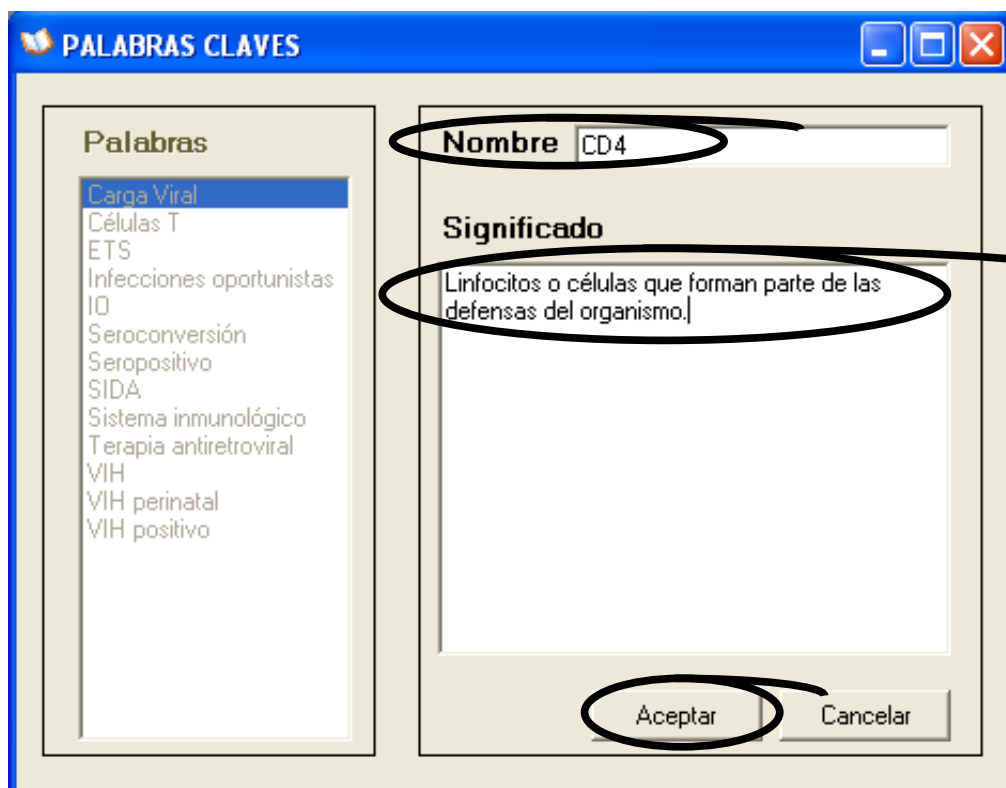 PALABRAS CLAVES
Palabras
Carga Viral
Células T
ETS
Infecciones oportunistas
IO
Seroconversión
Seropositivo
SIDA
Sistema inmunológico
Terapia antiretroviral
VIH
VIH perinatal
VIH positivo
Nombre CD4
Significado
Linfocitos o células que forman parte de las
defensas del organismo.
Aceptar Cancelar